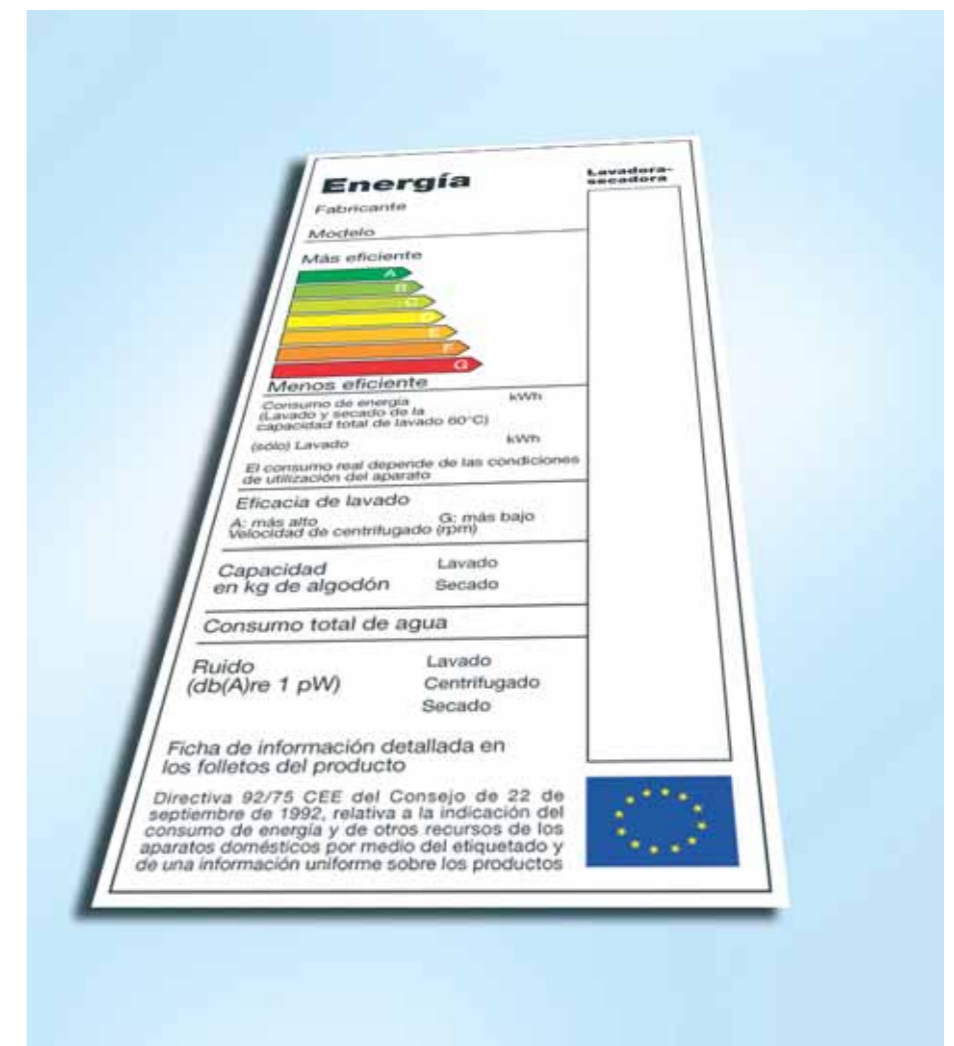 Energía
Lavadora-
secadora
Fabricante
Modelo
Más eficiente
A
B
C
D
E
F
G
Menos eficiente
Consumo de energía kWh
(Lavado y secado de la
capacidad total de lavado 60°C)
(sólo) Lavado kWh
El consumo real depende de las condiciones
de utilización del aparato
Eficacia de lavado
A: más alto G: más bajo
Velocidad de centrifugado (rpm)
Capacidad Lavado
en kg de algodón Secado
Consumo total de agua
Ruido Lavado
(db(A)re 1 pW) Centrifugado
Secado
Ficha de información detallada en
los folletos del producto
Directiva 92/75 CEE del Consejo de 22 de
septiembre de 1992, relativa a la indicación del
consumo de energía y de otros recursos de los
aparatos domésticos por medio del etiquetado y
de una información uniforme sobre los productos